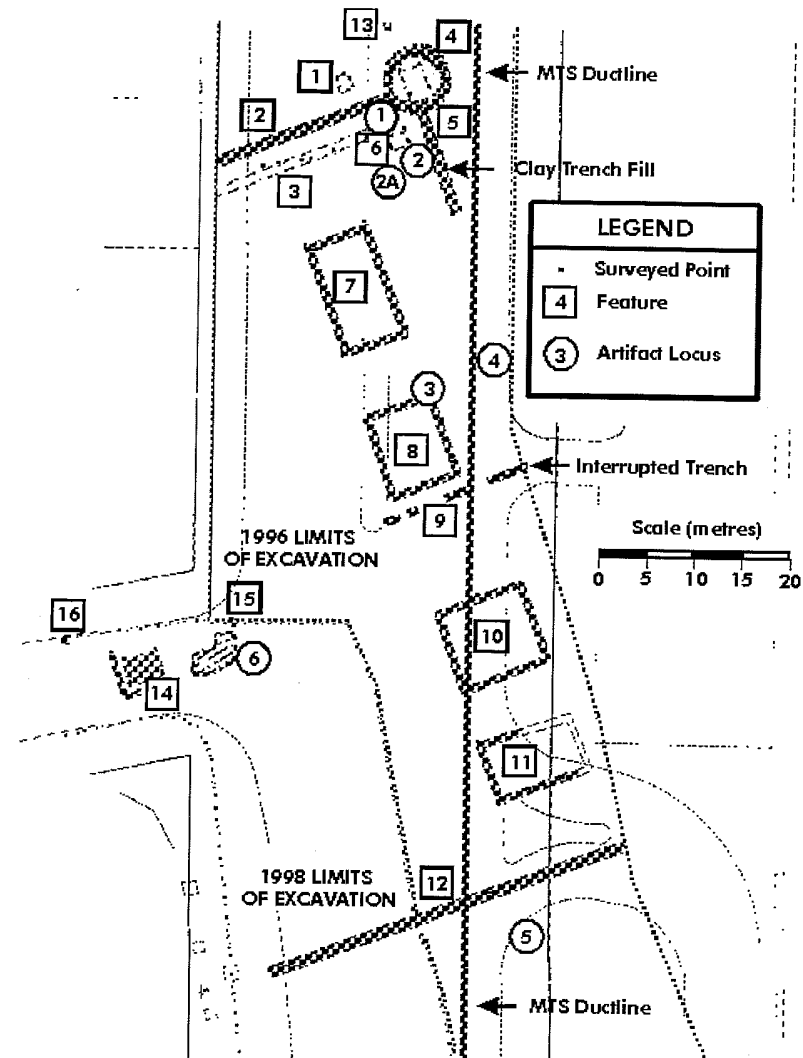 13
4
MTS Ductline
1
2
1
5
6
2
Clay Trench Fill
2A
3
LEGEND
Surveyed Point
4 Feature
3 Artifact Locus
7
4
3
8
Interrupted Trench
9
Scale (metres)
0 5 10 15 20
1996 LIMITS
OF EXCAVATION
15
16
10
6
14
11
1998 LIMITS
OF EXCAVATION
12
5
MTS Ductline